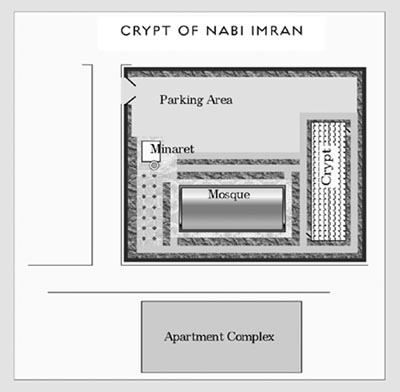 CRYPT OF NABI IMRAN
Parking Area
Minaret
Crypt
Mosque
Apartment Complex